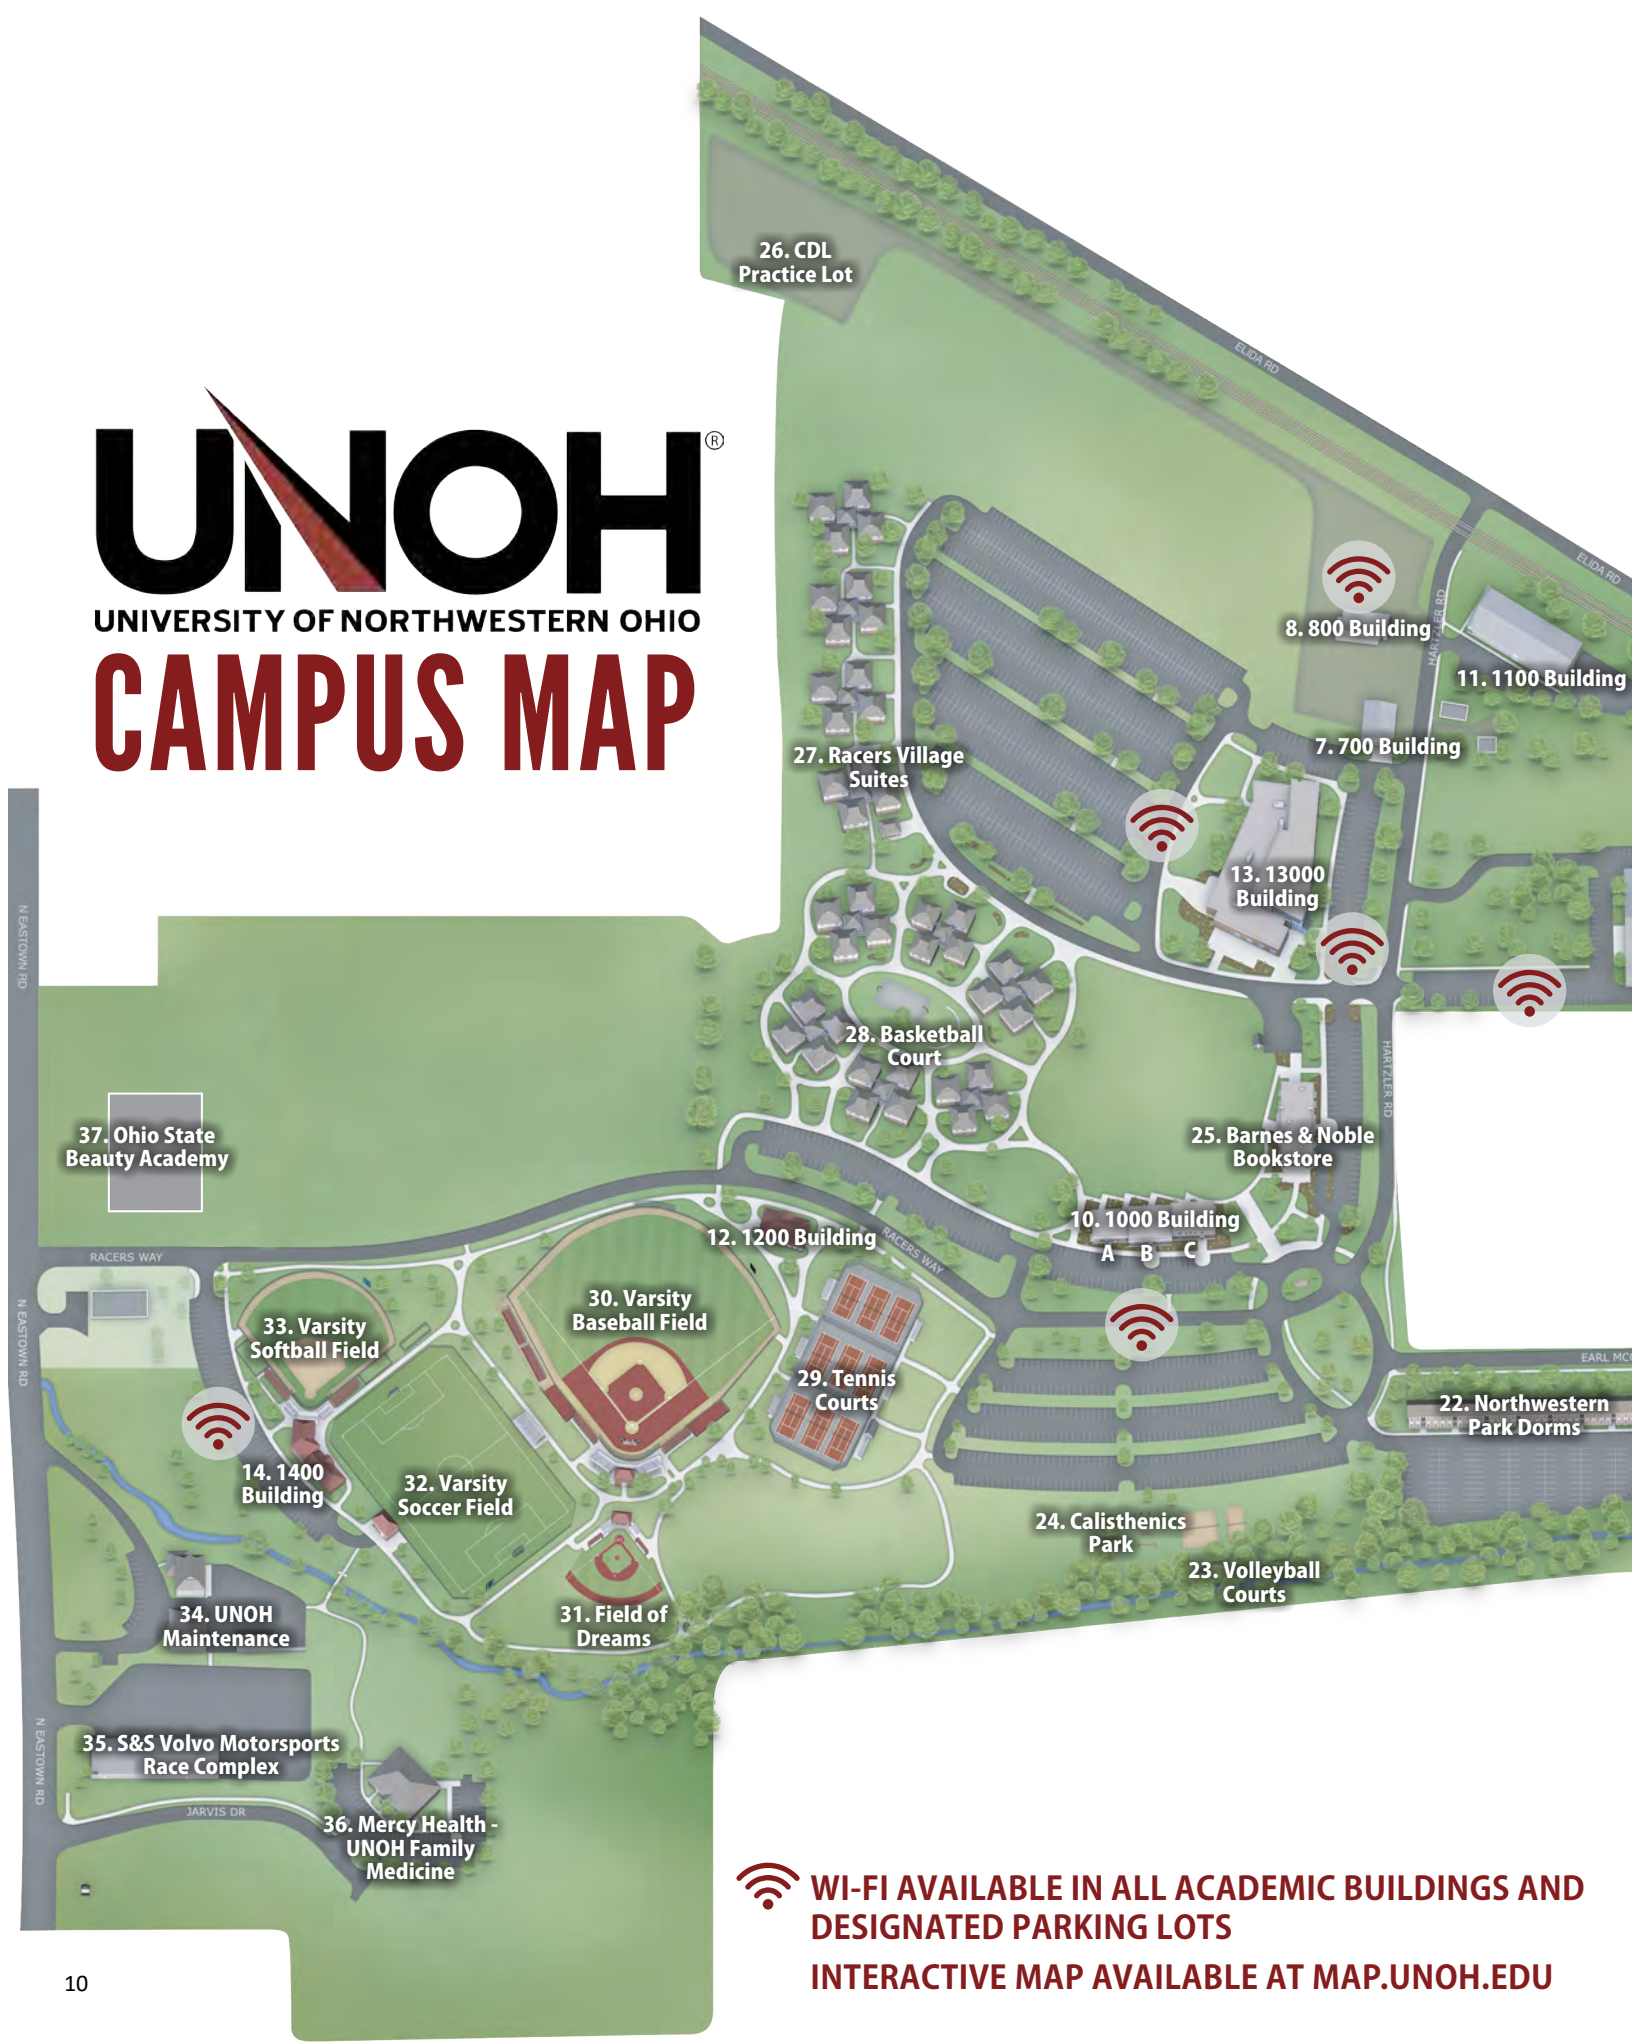 26. CDL
Practice Lot
ELIDA RD
UNOH®
UNIVERSITY OF NORTHWESTERN OHIO
CAMPUS MAP
ELIDA RD
HARTZLER RD
8. 800 Building
11. 1100 Building
7. 700 Building
27. Racers Village
Suites
13. 13000
Building
N EASTOWN RD
28. Basketball
Court
HARTZLER RD
37. Ohio State
Beauty Academy
25. Barnes & Noble
Bookstore
10. 1000 Building
A B C
12. 1200 Building
RACERS WAY
RACERS WAY
N EASTOWN RD
33. Varsity
Softball Field
30. Varsity
Baseball Field
29. Tennis
Courts
EARL MC
22. Northwestern
Park Dorms
14. 1400
Building
32. Varsity
Soccer Field
24. Calisthenics
Park
23. Volleyball
Courts
34. UNOH
Maintenance
31. Field of
Dreams
N EASTOWN RD
35. S&S Volvo Motorsports
Race Complex
JARVIS DR
36. Mercy Health -
UNOH Family
Medicine
WI-FI AVAILABLE IN ALL ACADEMIC BUILDINGS AND
DESIGNATED PARKING LOTS
INTERACTIVE MAP AVAILABLE AT MAP.UNOH.EDU
10